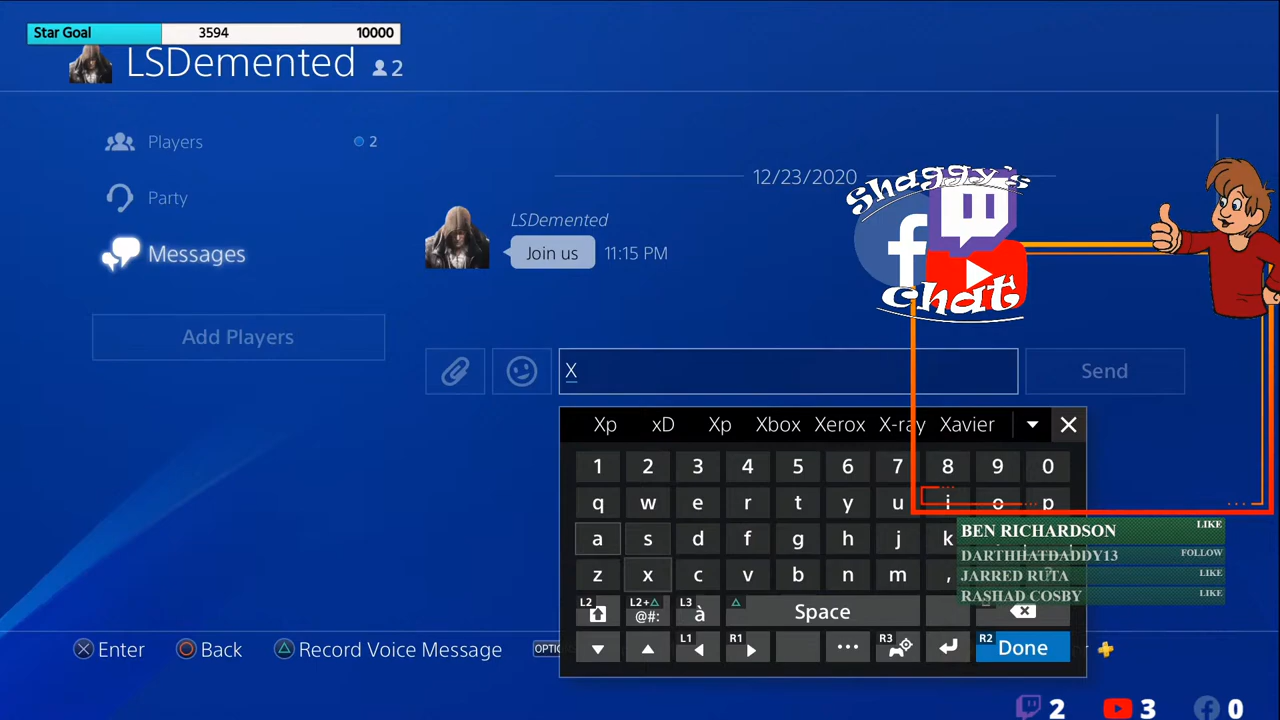 Star Goal 3594 10000
LSDemented 2
Players 2
Party
Messages
Add Players
12/23/2020
LSDemented
Join us 11:15 PM
Shaggy's
chat
X
Send
Xp xD Xp Xbox Xerox X-ray Xavier
1 2 3 4 5 6 7 8 9 0
q w e r t y u i o p
a s d f g h j k
z x c v b n m ,
L2 L2+△ @#: L3 à △ Space
L1 R1 ... R3 R2 Done
BEN RICHARDSON LIKE
DARTHHATDADDY13 FOLLOW
JARRED RUTA LIKE
RASHAD COSBY LIKE
Enter Back Record Voice Message
2 3 0